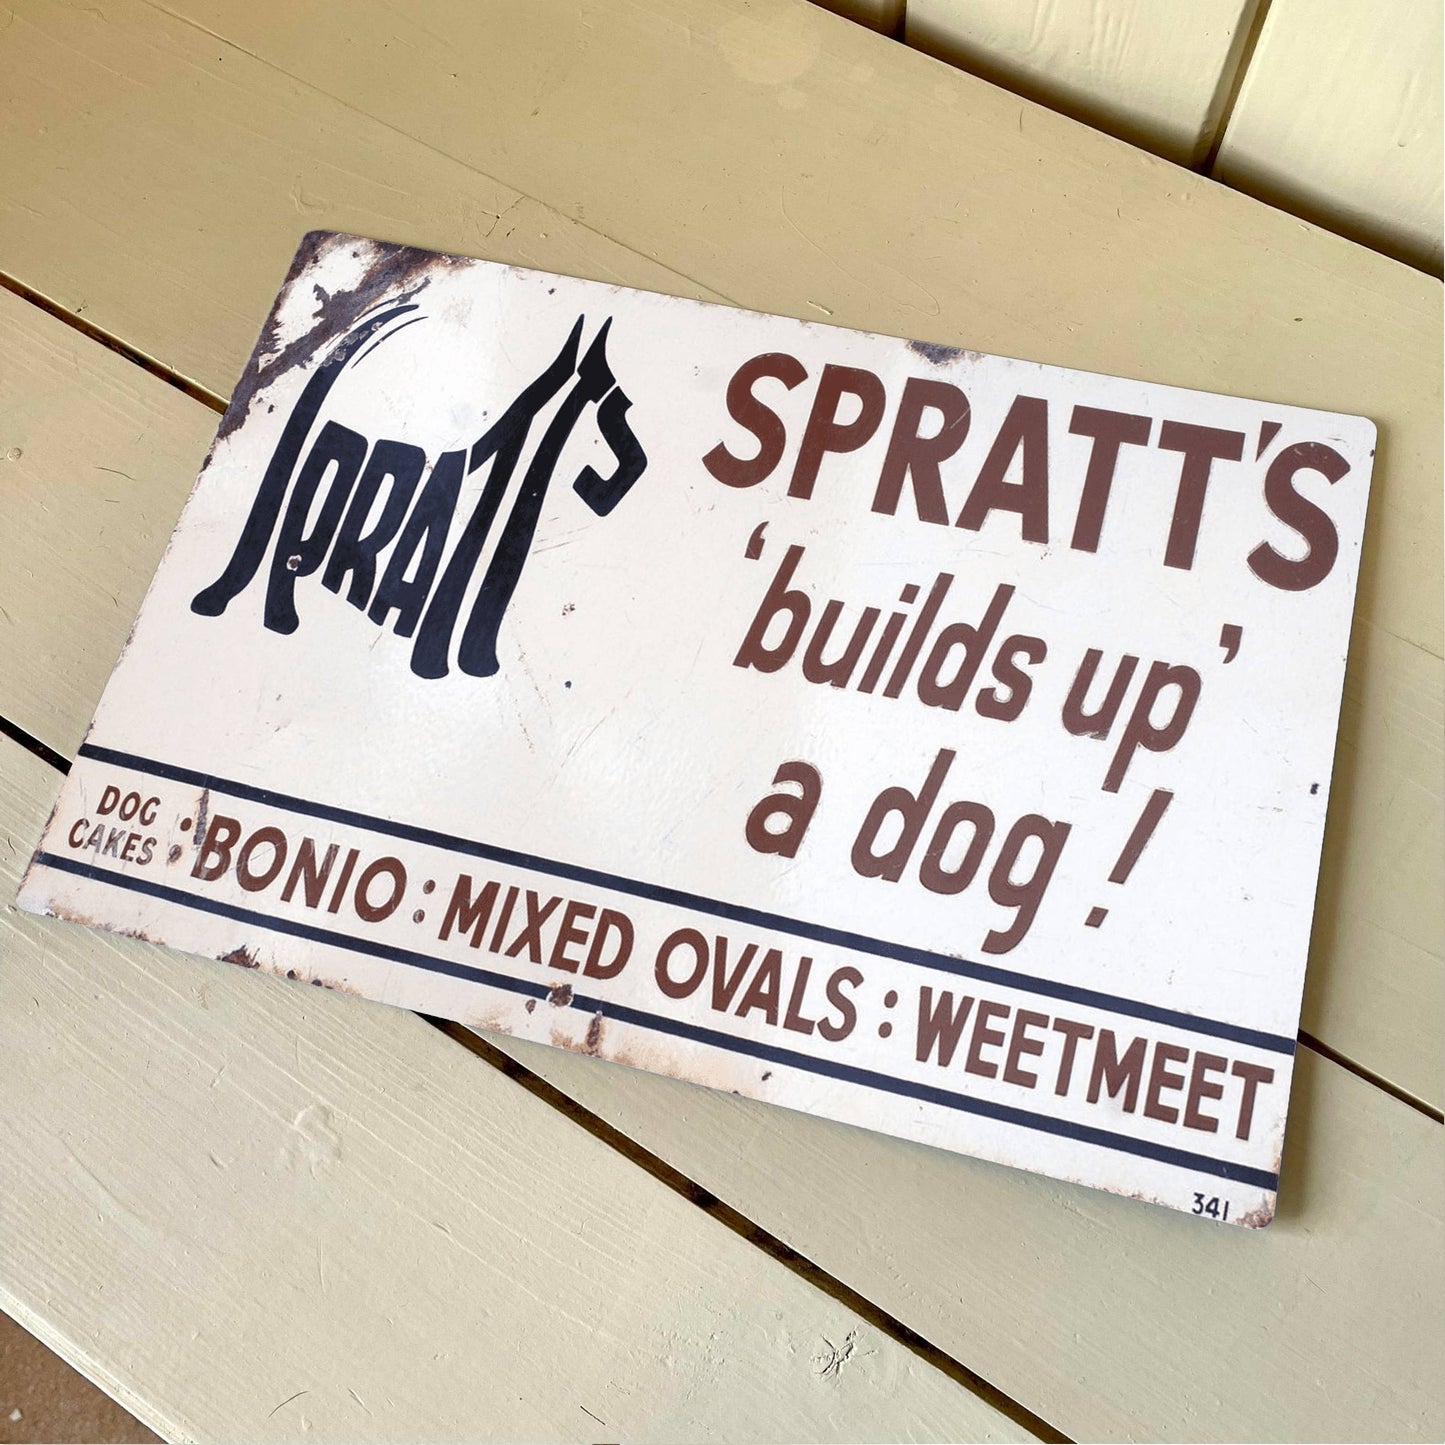 SPRATT'S
SPRATT'S
'builds up'
a dog!
DOG CAKES : BONIO : MIXED OVALS : WEETMEET
341